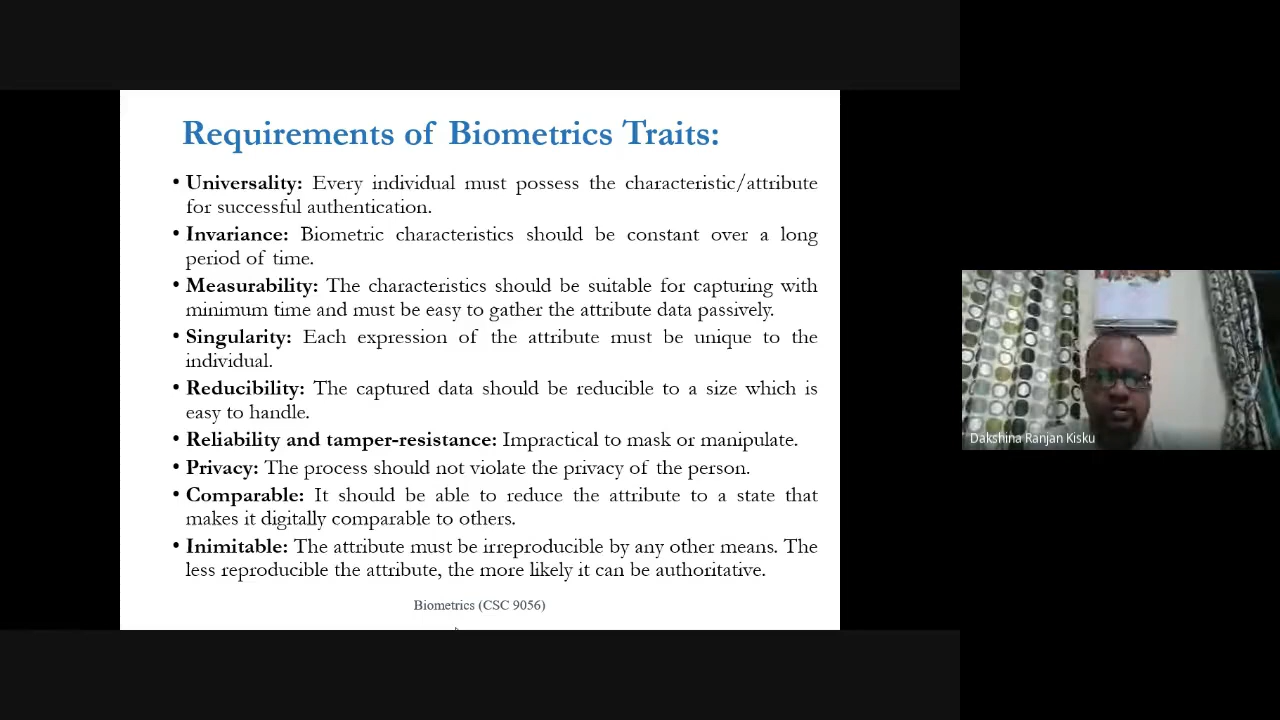 Requirements of Biometrics Traits:
• Universality: Every individual must possess the characteristic/attribute
for successful authentication.
• Invariance: Biometric characteristics should be constant over a long
period of time.
• Measurability: The characteristics should be suitable for capturing with
minimum time and must be easy to gather the attribute data passively.
• Singularity: Each expression of the attribute must be unique to the
individual.
• Reducibility: The captured data should be reducible to a size which is
easy to handle.
• Reliability and tamper-resistance: Impractical to mask or manipulate.
• Privacy: The process should not violate the privacy of the person.
• Comparable: It should be able to reduce the attribute to a state that
makes it digitally comparable to others.
• Inimitable: The attribute must be irreproducible by any other means. The
less reproducible the attribute, the more likely it can be authoritative.
Biometrics (CSC 9056)
Dakshina Ranjan Kisku